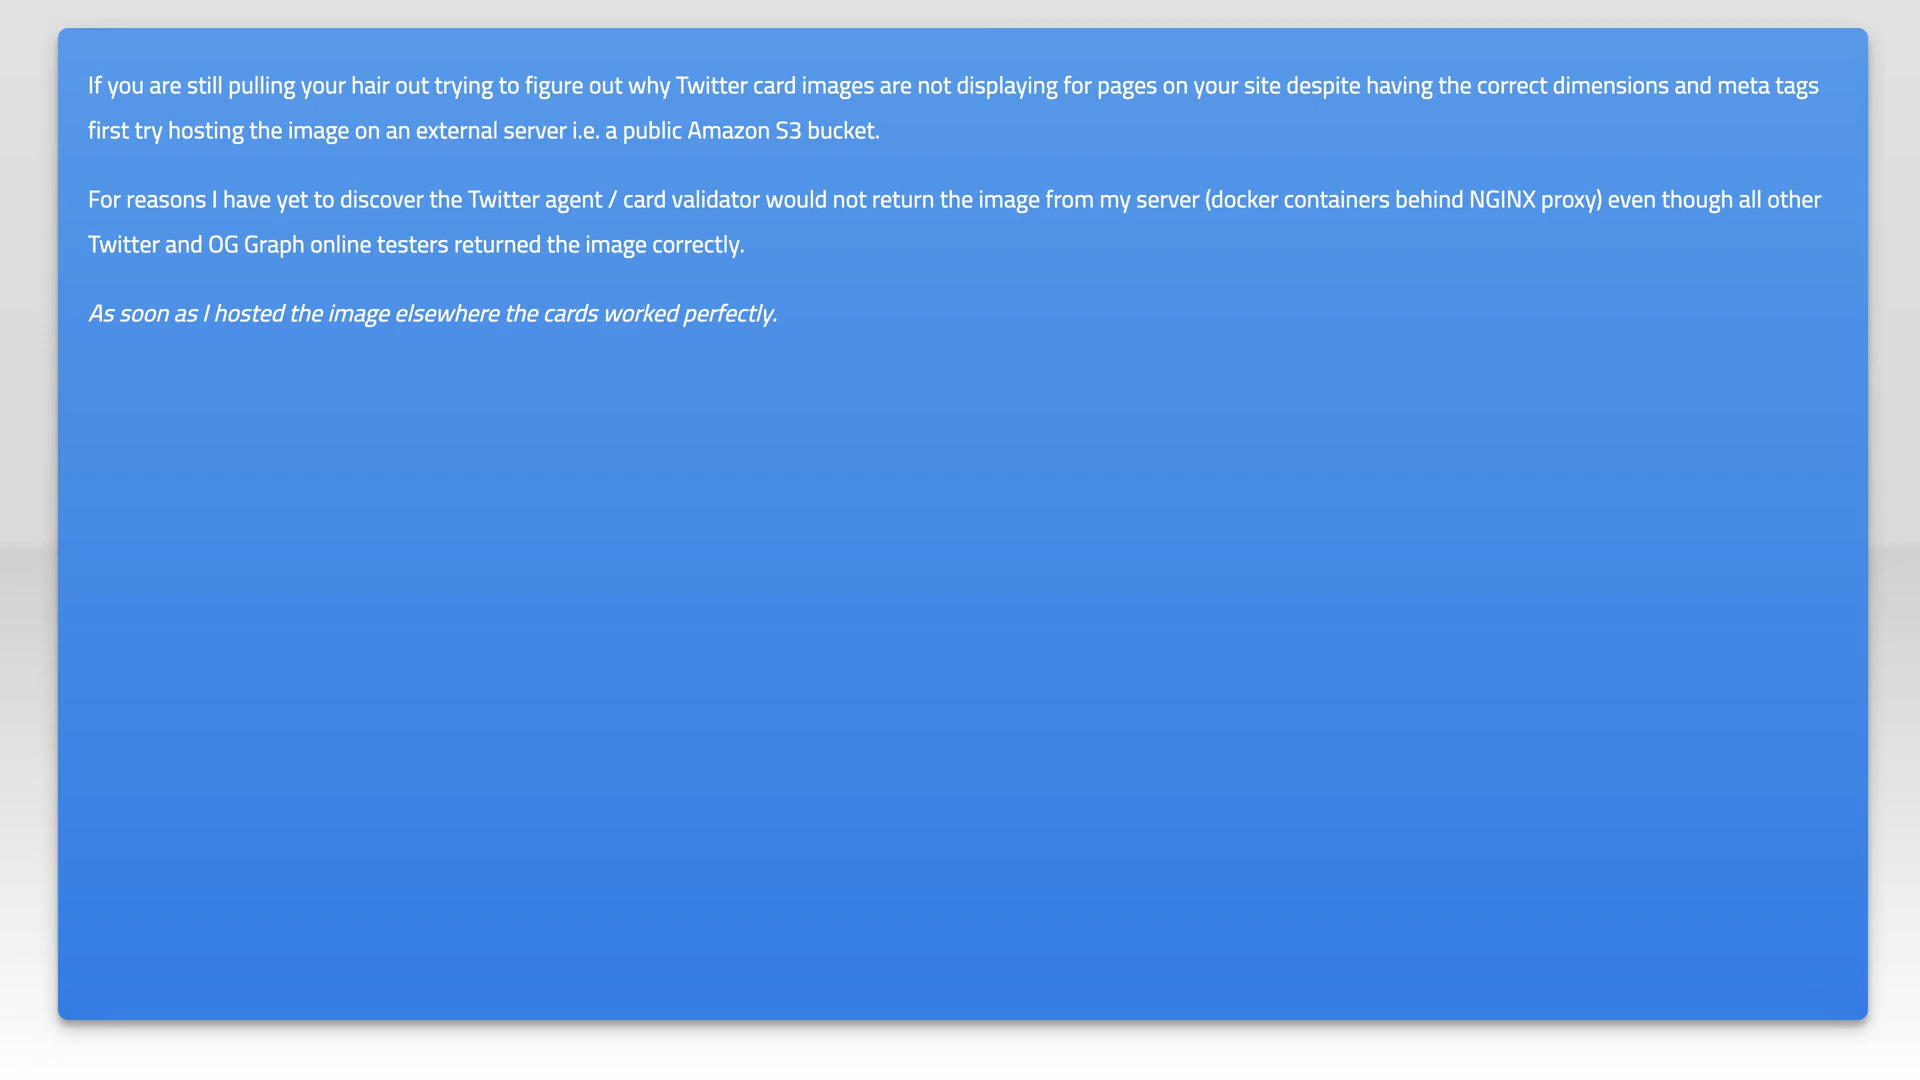 If you are still pulling your hair out trying to figure out why Twitter card images are not displaying for pages on your site despite having the correct dimensions and meta tags
first try hosting the image on an external server i.e. a public Amazon S3 bucket.
For reasons I have yet to discover the Twitter agent / card validator would not return the image from my server (docker containers behind NGINX proxy) even though all other
Twitter and OG Graph online testers returned the image correctly.
As soon as I hosted the image elsewhere the cards worked perfectly.